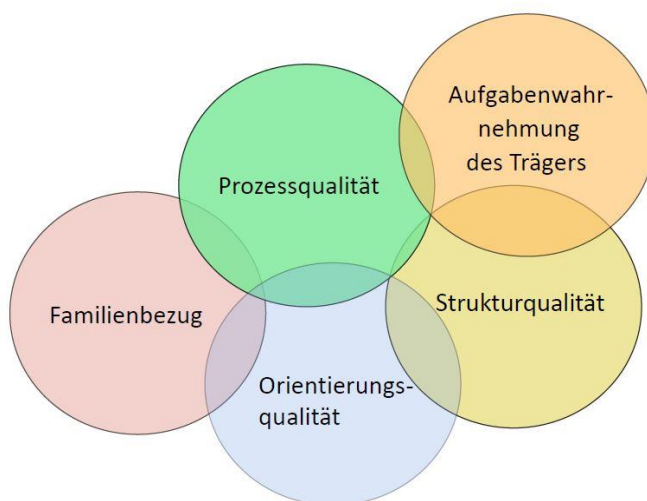 Aufgabenwahr-
nehmung
des Trägers
Prozessqualität
Familienbezug
Strukturqualität
Orientierungs-
qualität